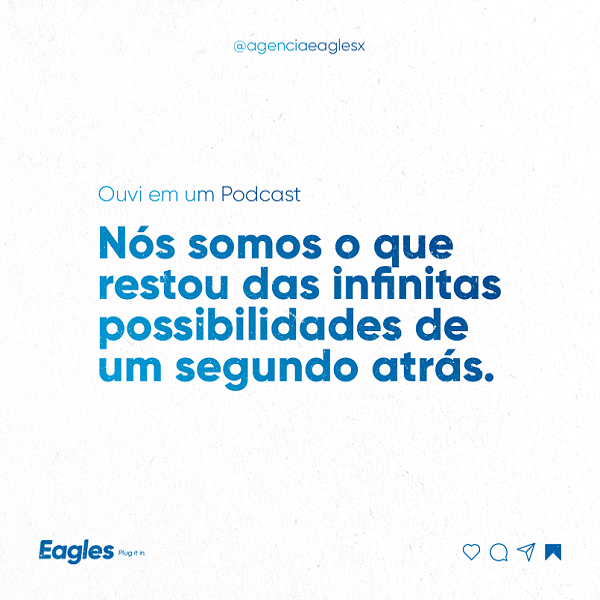 @agenciaeaglesx
Ouvi em um Podcast
Nós somos o que
restou das infinitas
possibilidades de
um segundo atrás.
Eagles Plug it in.